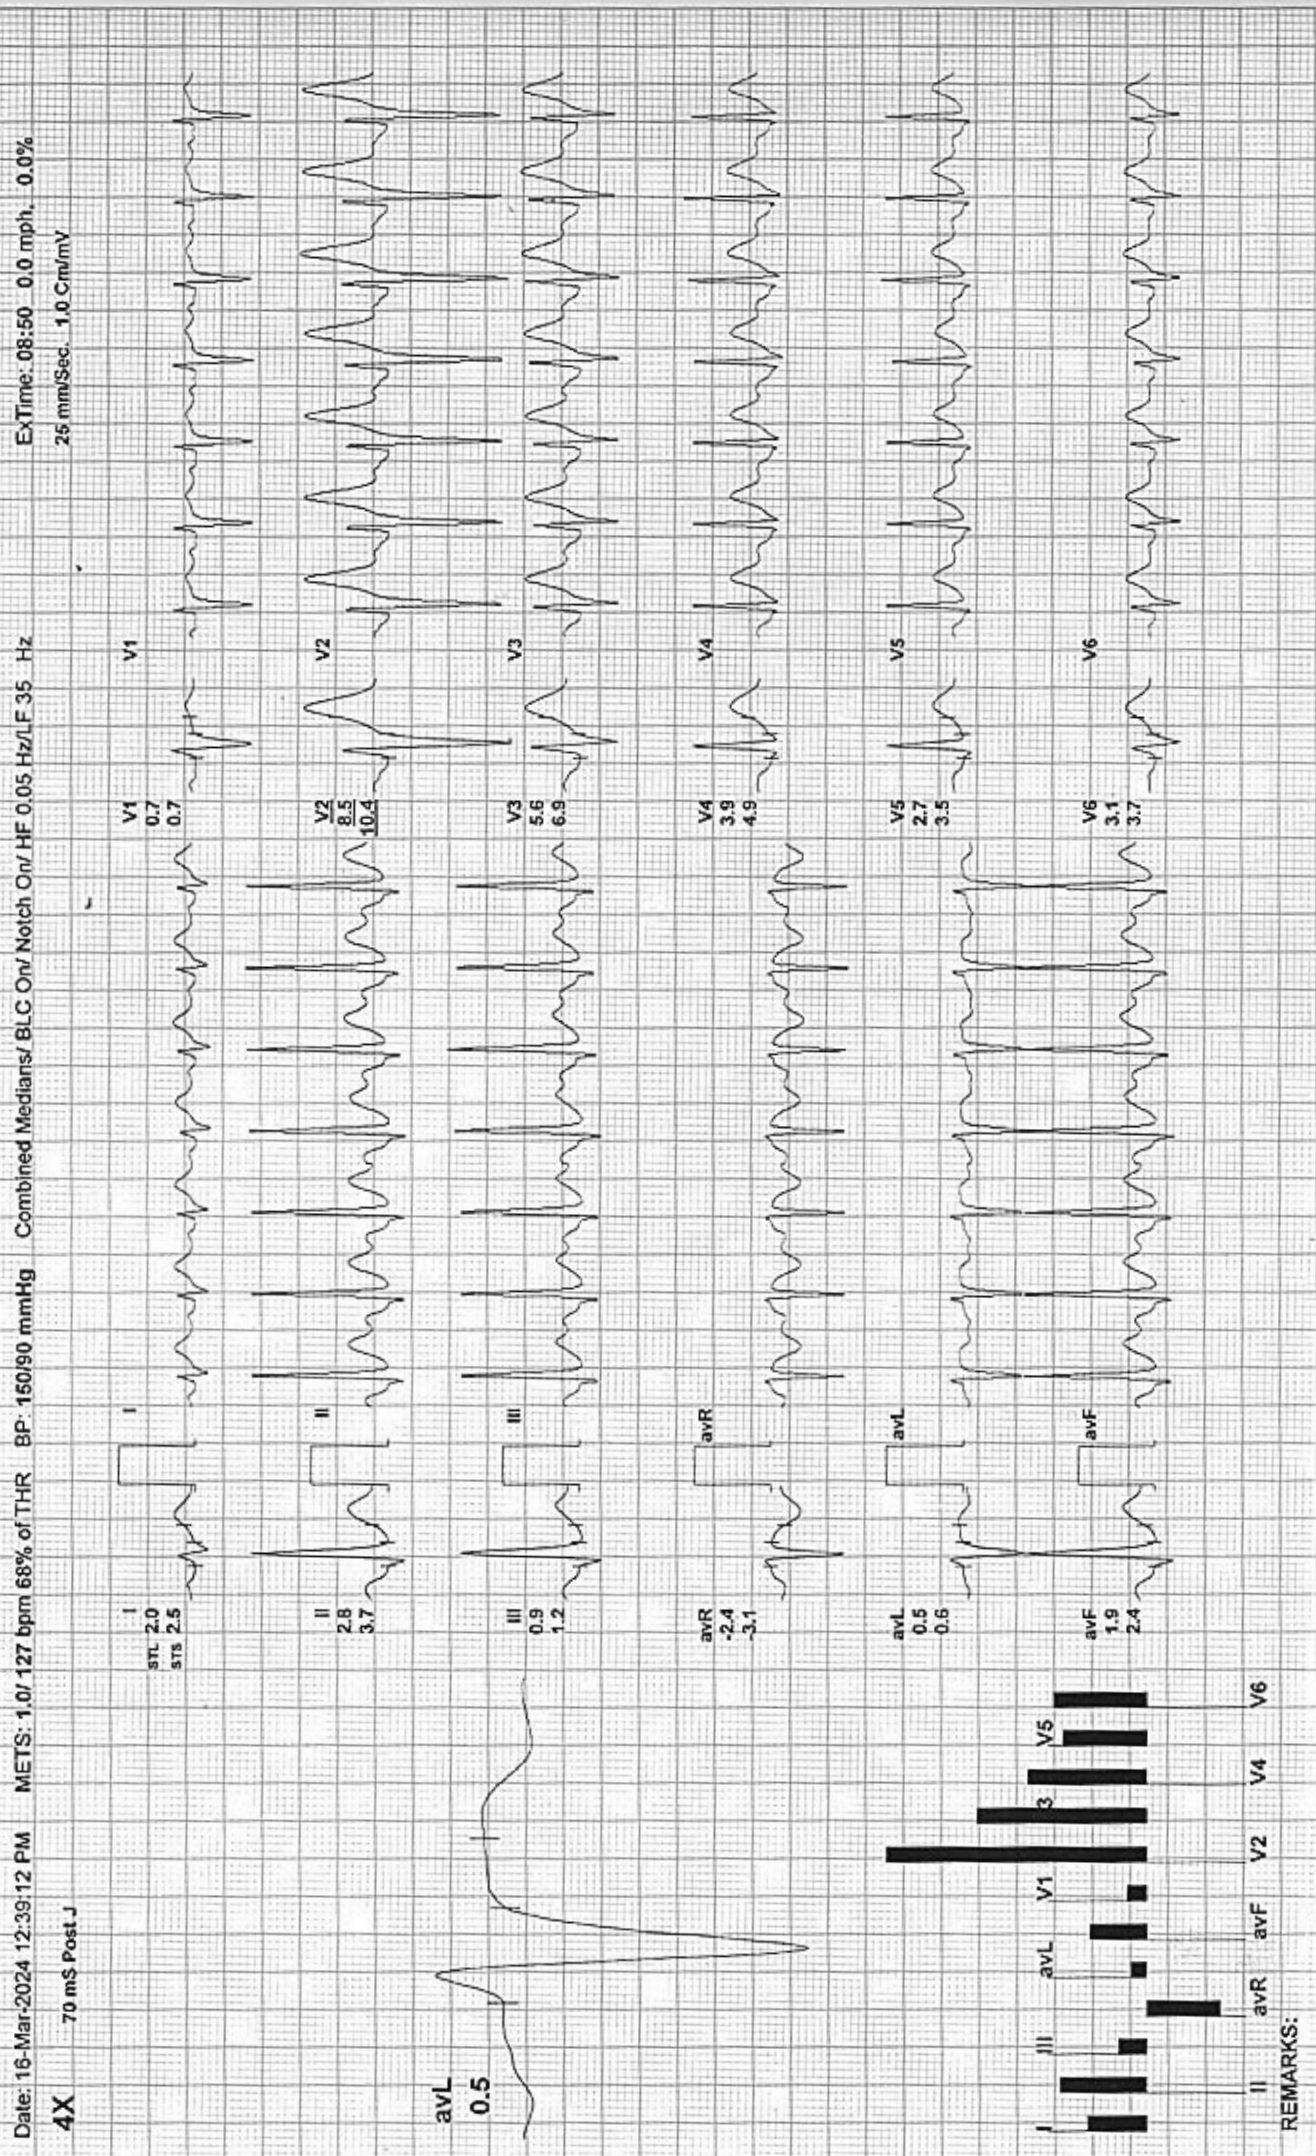 Date: 16-Mar-2024 12:39:12 PM METS: 1.0/ 127 bpm 68% of THR BP: 150/90 mmHg Combined Medians/ BLC On/ Notch On/ HF 0.05 Hz/LF 35 Hz ExTime: 08:50 0.0 mph, 0.0%
4X 70 mS Post J 25 mm/Sec. 1.0 Cm/mV
I I V1 V1
STL 2.0 0.7
STS 2.5 0.7
II II V2 V2
2.8 8.5
3.7 10.4
III III V3 V3
0.9 5.6
1.2 6.9
avL
0.5
avR avR V4 V4
-2.4 3.9
-3.1 4.9
avL avL V5 V5
0.5 2.7
0.6 3.5
avF avF V6 V6
1.9 3.1
2.4 3.7
I III avL V1 3 V5
II avR avF V2 V4 V6
REMARKS: